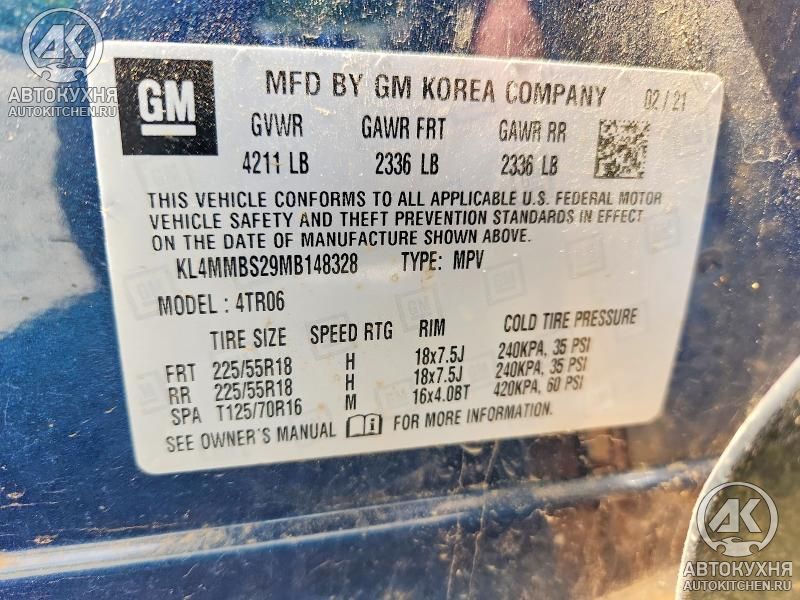 АК
АВТОКУХНЯ
AUTOKITCHEN.RU
GM
MFD BY GM KOREA COMPANY 02/21
GVWR GAWR FRT GAWR RR
4211 LB 2336 LB 2336 LB
THIS VEHICLE CONFORMS TO ALL APPLICABLE U.S. FEDERAL MOTOR
VEHICLE SAFETY AND THEFT PREVENTION STANDARDS IN EFFECT
ON THE DATE OF MANUFACTURE SHOWN ABOVE.
KL4MMBS29MB148328 TYPE: MPV
MODEL : 4TR06
TIRE SIZE SPEED RTG RIM COLD TIRE PRESSURE
FRT 225/55R18 H 18x7.5J 240KPA, 35 PSI
RR 225/55R18 H 18x7.5J 240KPA, 35 PSI
SPA T125/70R16 M 16x4.0BT 420KPA, 60 PSI
SEE OWNER'S MANUAL FOR MORE INFORMATION.
АК
АВТОКУХНЯ
AUTOKITCHEN.RU